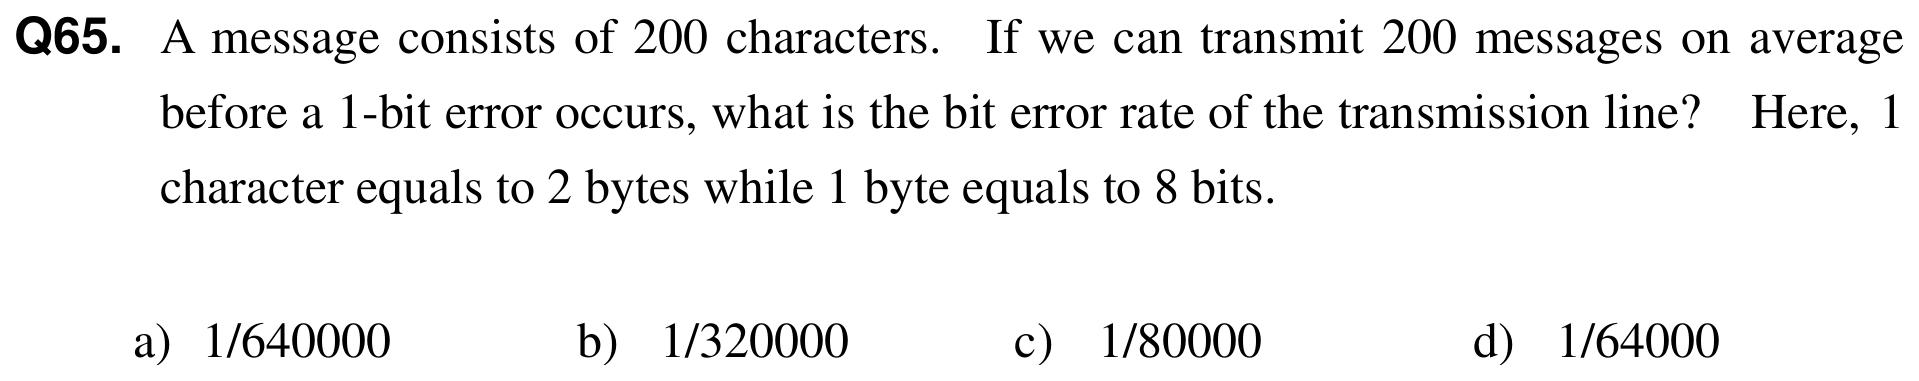 Q65. A message consists of 200 characters. If we can transmit 200 messages on average
before a 1-bit error occurs, what is the bit error rate of the transmission line? Here, 1
character equals to 2 bytes while 1 byte equals to 8 bits.
a) 1/640000 b) 1/320000 c) 1/80000 d) 1/64000